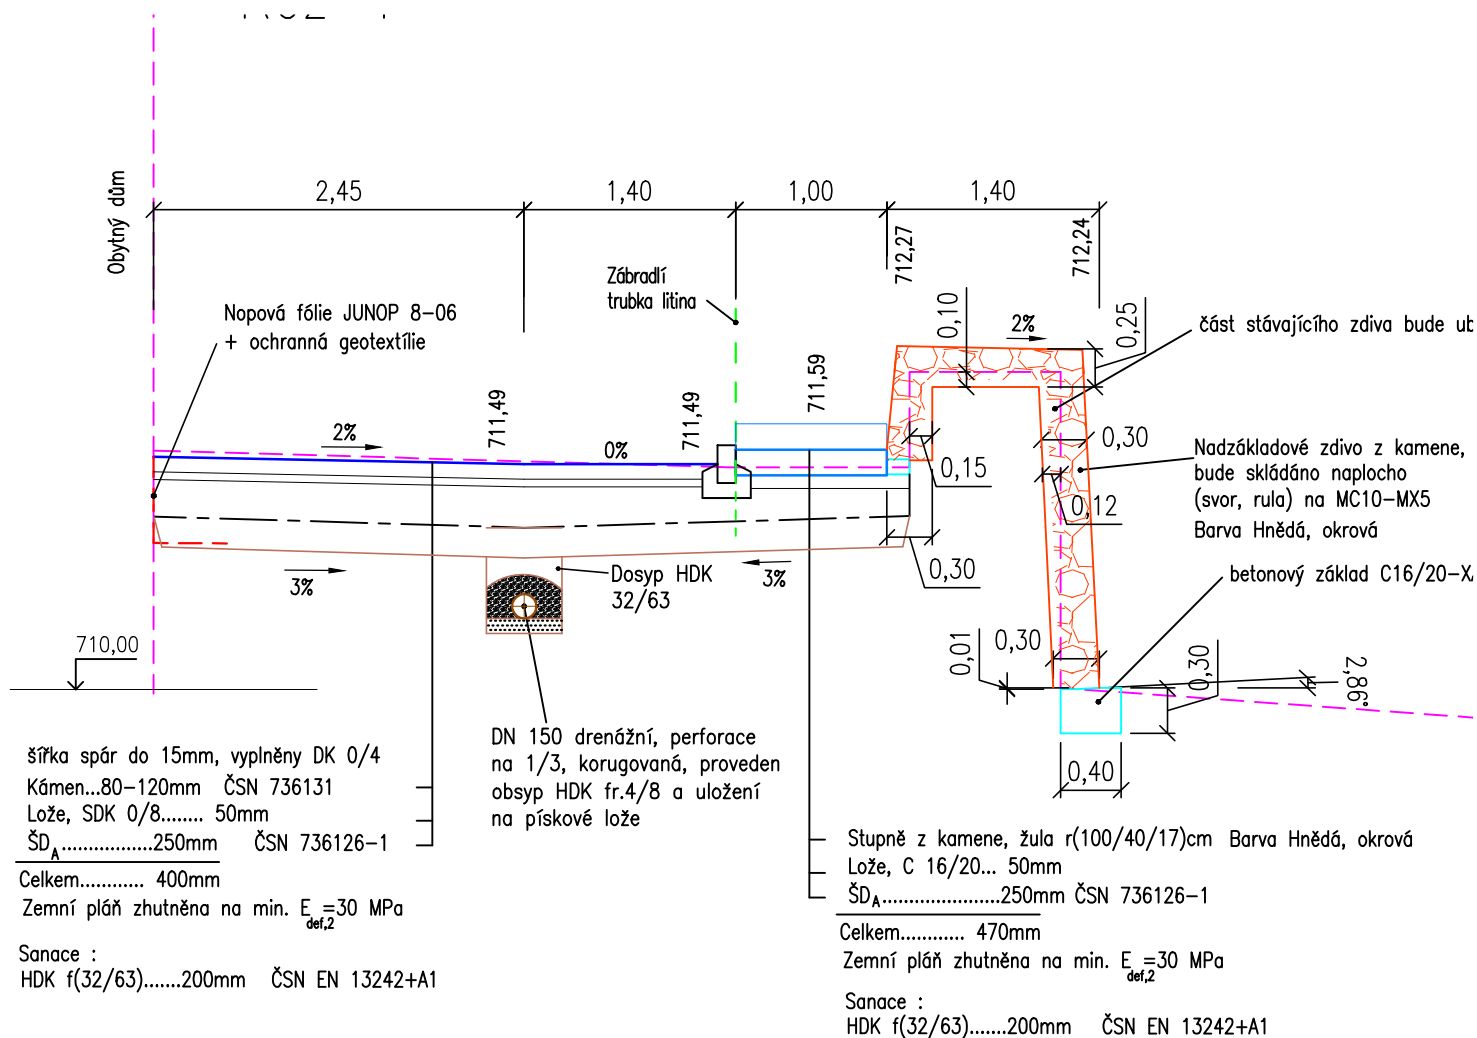 2,45
1,40
1,00
1,40
Obytný dům
712,27
712,24
Zábradlí
trubka litina
Nopová fólie JUNOP 8-06
+ ochranná geotextílie
0,10
2%
0,25
část stávajícího zdiva bude
711,49
711,49
711,59
2%
0%
0,30
0,15
0,12
Nadzákladové zdivo z kamene,
bude skládáno naplocho
(svor, rula) na MC10-MX5
Barva Hnědá, okrová
3%
Dosyp HDK
32/63
3%
0,30
betonový základ C16/20-X
710,00
0,01
0,30
0,30
2,86°
0,40
DN 150 drenážní, perforace
na 1/3, korugovaná, proveden
obsyp HDK fr.4/8 a uložení
na pískové lože
šířka spár do 15mm, vyplněny DK 0/4
Kámen...80-120mm ČSN 736131
Lože, SDK 0/8........ 50mm
ŠDA..................250mm ČSN 736126-1
Celkem............ 400mm
Zemní pláň zhutněna na min. Edef,2=30 MPa
Sanace :
HDK f(32/63).......200mm ČSN EN 13242+A1
Stupně z kamene, žula r(100/40/17)cm Barva Hnědá, okrová
Lože, C 16/20... 50mm
ŠDA.......................250mm ČSN 736126-1
Celkem............ 470mm
Zemní pláň zhutněna na min. Edef,2=30 MPa
Sanace :
HDK f(32/63).......200mm ČSN EN 13242+A1